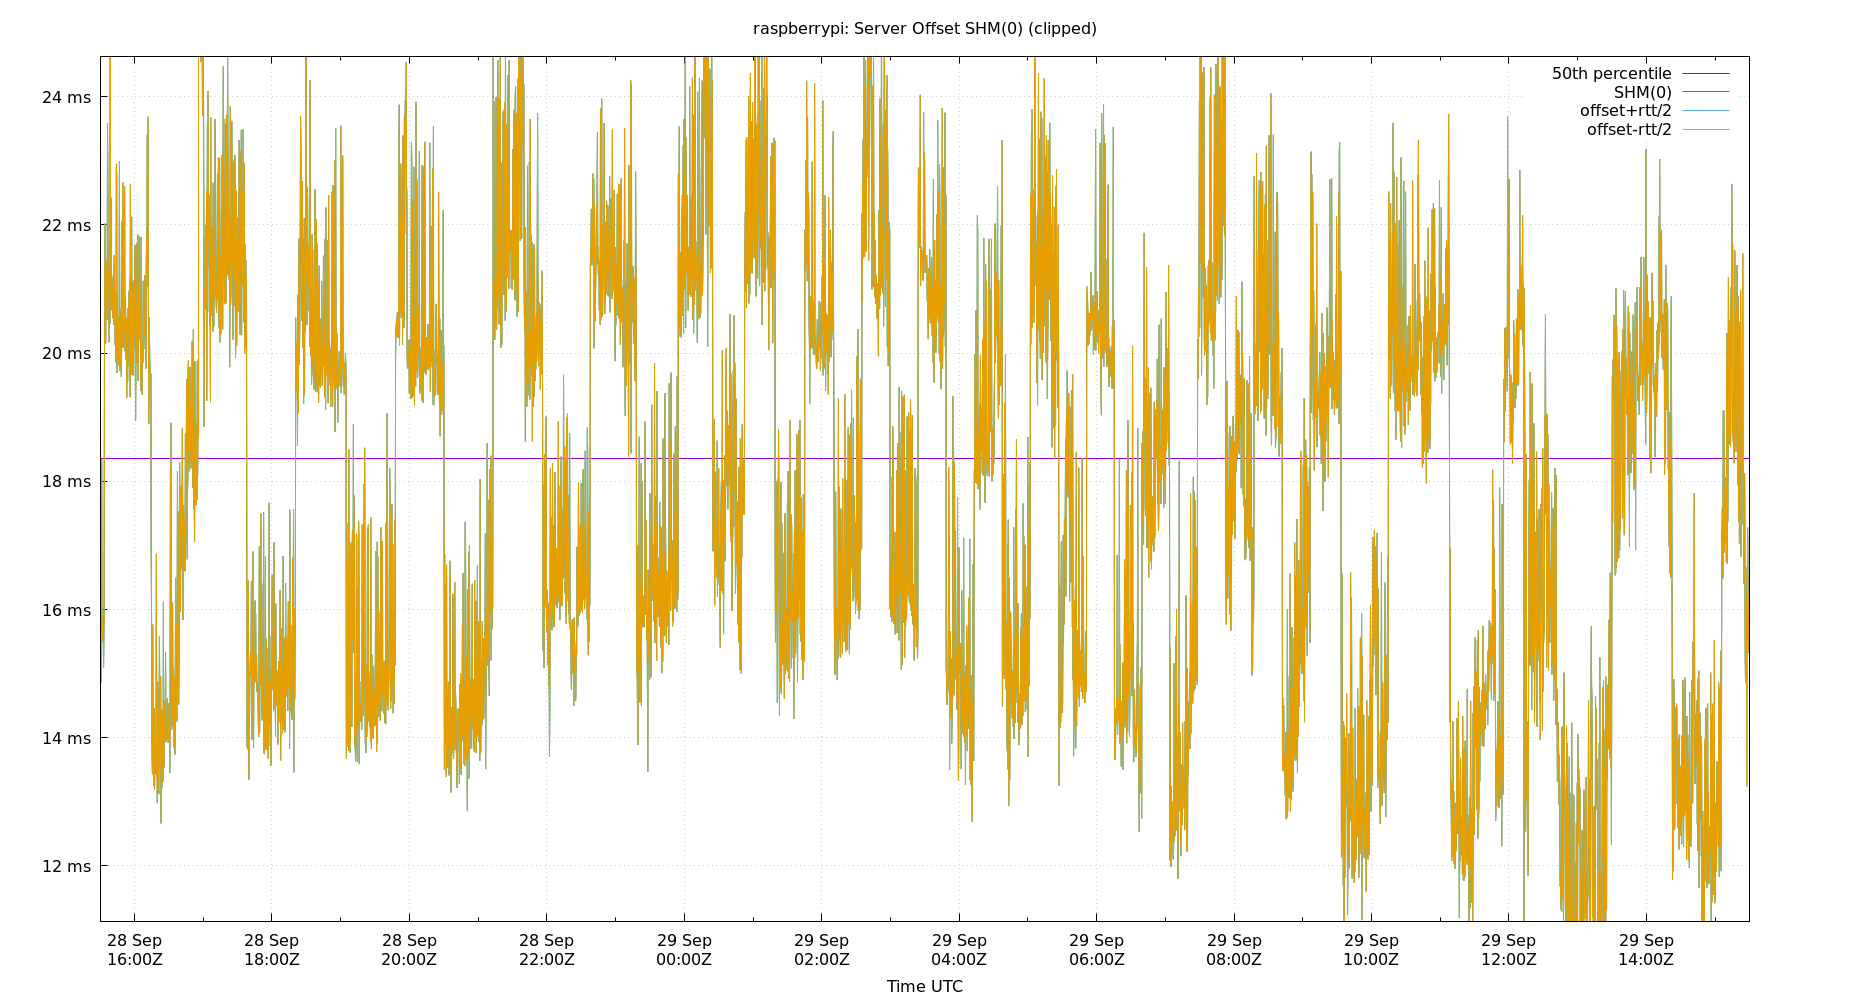 raspberrypi: Server Offset SHM(0) (clipped)
50th percentile
SHM(0)
offset+rtt/2
offset-rtt/2
24 ms
22 ms
20 ms
18 ms
16 ms
14 ms
12 ms
28 Sep 28 Sep 28 Sep 28 Sep 29 Sep 29 Sep 29 Sep 29 Sep 29 Sep 29 Sep 29 Sep 29 Sep
16:00Z 18:00Z 20:00Z 22:00Z 00:00Z 02:00Z 04:00Z 06:00Z 08:00Z 10:00Z 12:00Z 14:00Z
Time UTC